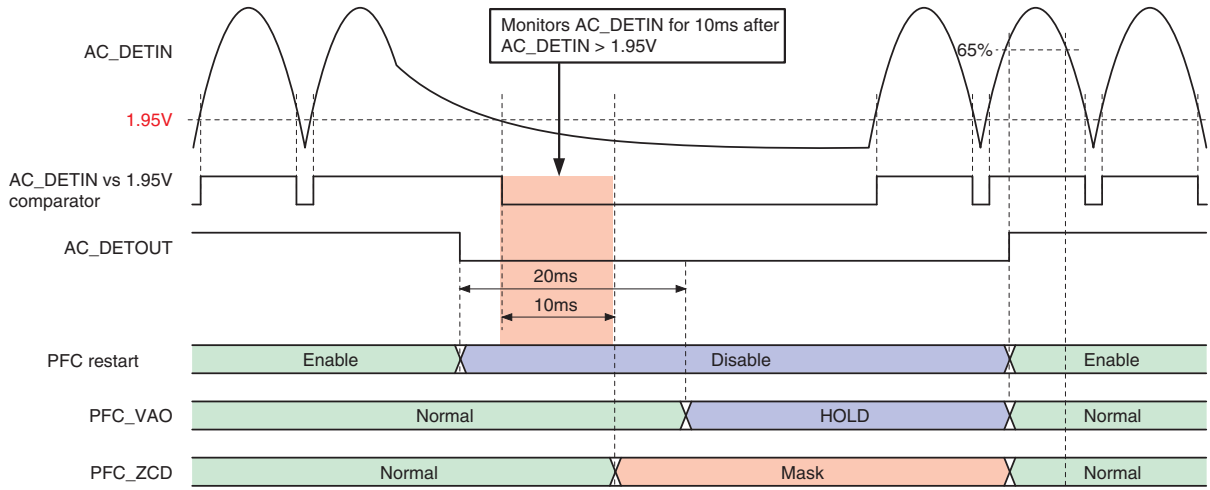 Monitors AC_DETIN for 10ms after
AC_DETIN > 1.95V
AC_DETIN
65%
1.95V
AC_DETIN vs 1.95V
comparator
AC_DETOUT
20ms
10ms
PFC restart
Enable
Disable
Enable
PFC_VAO
Normal
HOLD
Normal
PFC_ZCD
Normal
Mask
Normal